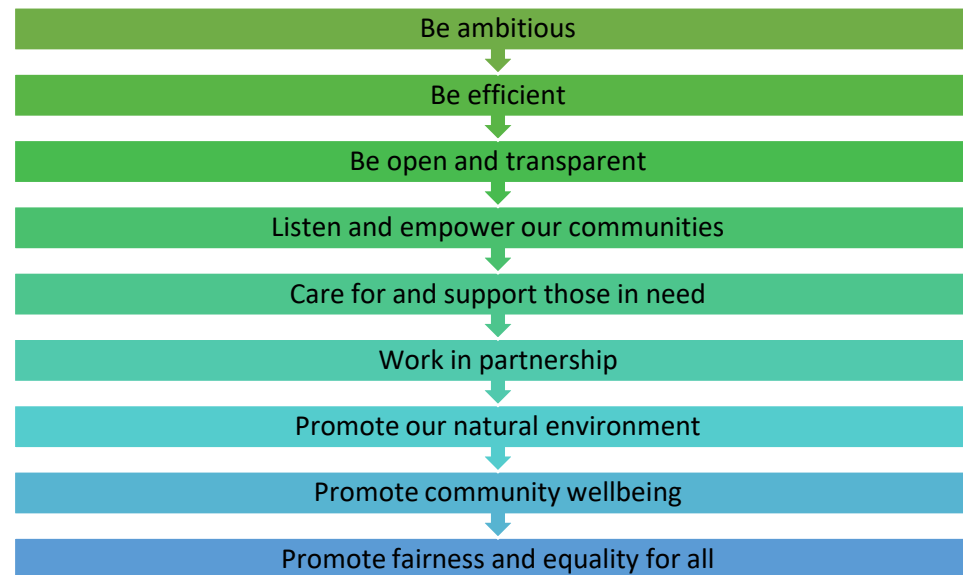 Be ambitious
Be efficient
Be open and transparent
Listen and empower our communities
Care for and support those in need
Work in partnership
Promote our natural environment
Promote community wellbeing
Promote fairness and equality for all